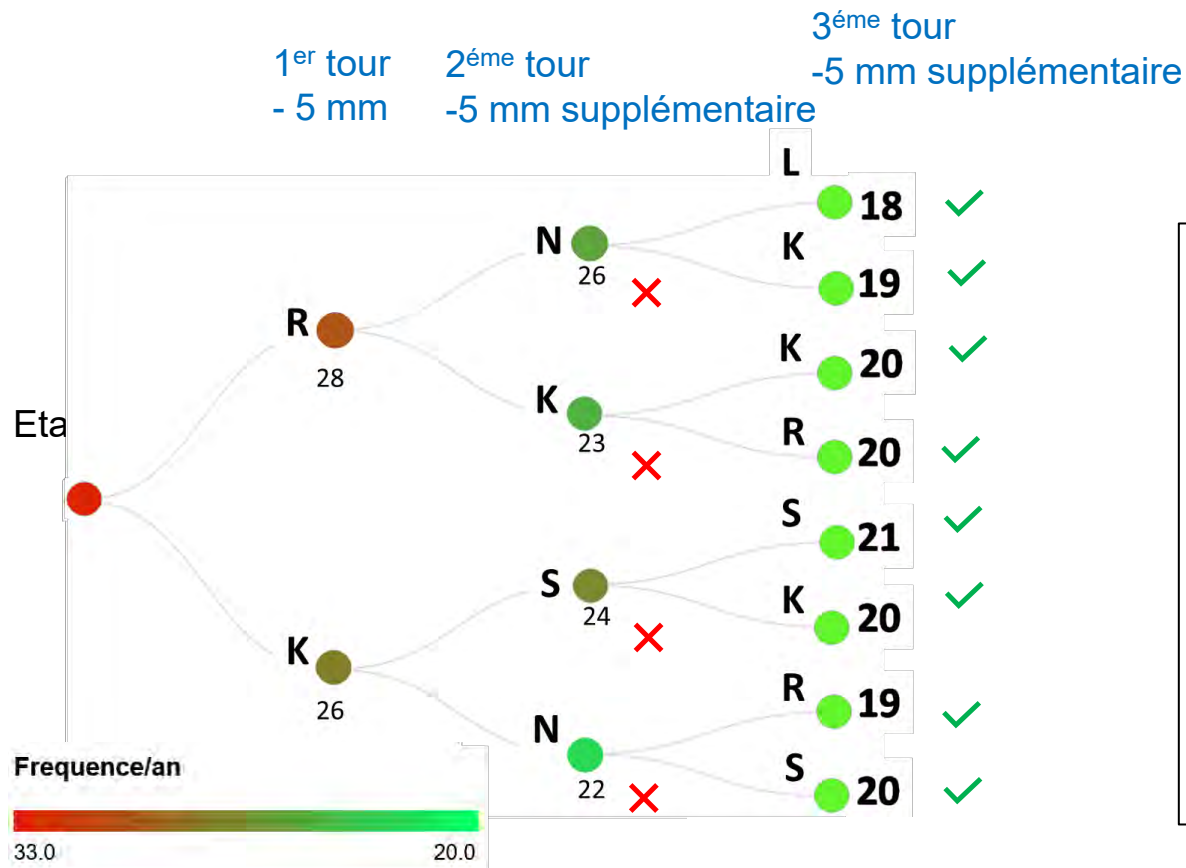 1er tour
- 5 mm
2éme tour
-5 mm supplémentaire
3éme tour
-5 mm supplémentaire
L
18
K
19
N
26
R
28
K
20
K
23
R
20
Eta
S
21
S
24
K
20
K
26
R
19
N
22
S
20
Frequence/an
33.0
20.0